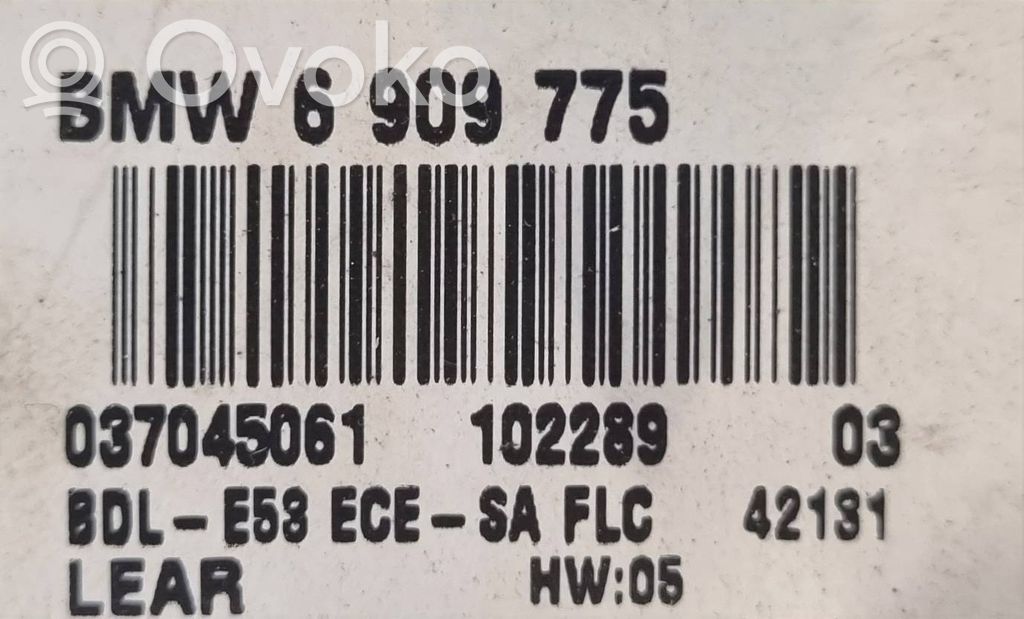 Ovoko
BMW 6 909 775
037045061 102289 03
BDL-E53 ECE-SA FLC 42131
LEAR HW:05